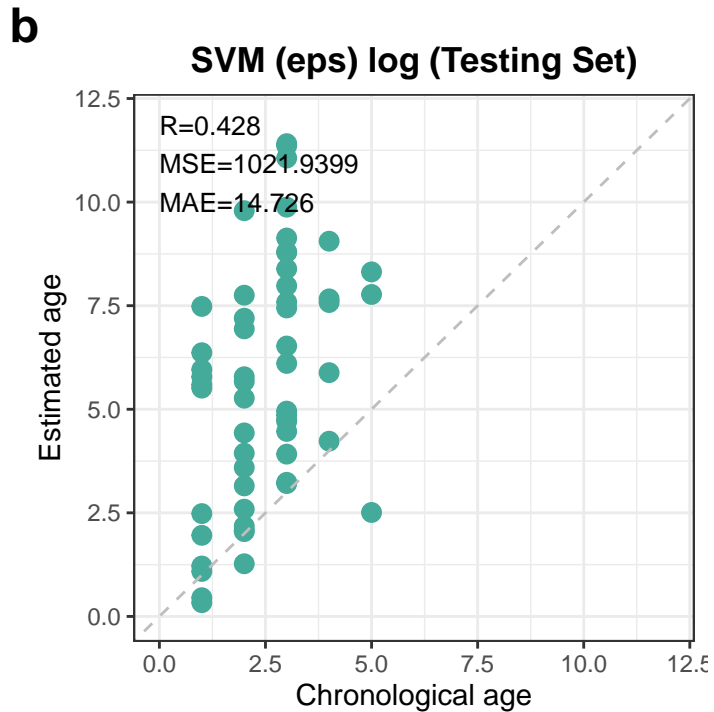 b
SVM (eps) log (Testing Set)
12.5
R=0.428
MSE=1021.9399
10.0
MAE=14.726
7.5
Estimated age
5.0
2.5
0.0
0.0 2.5 5.0 7.5 10.0 12.5
Chronological age